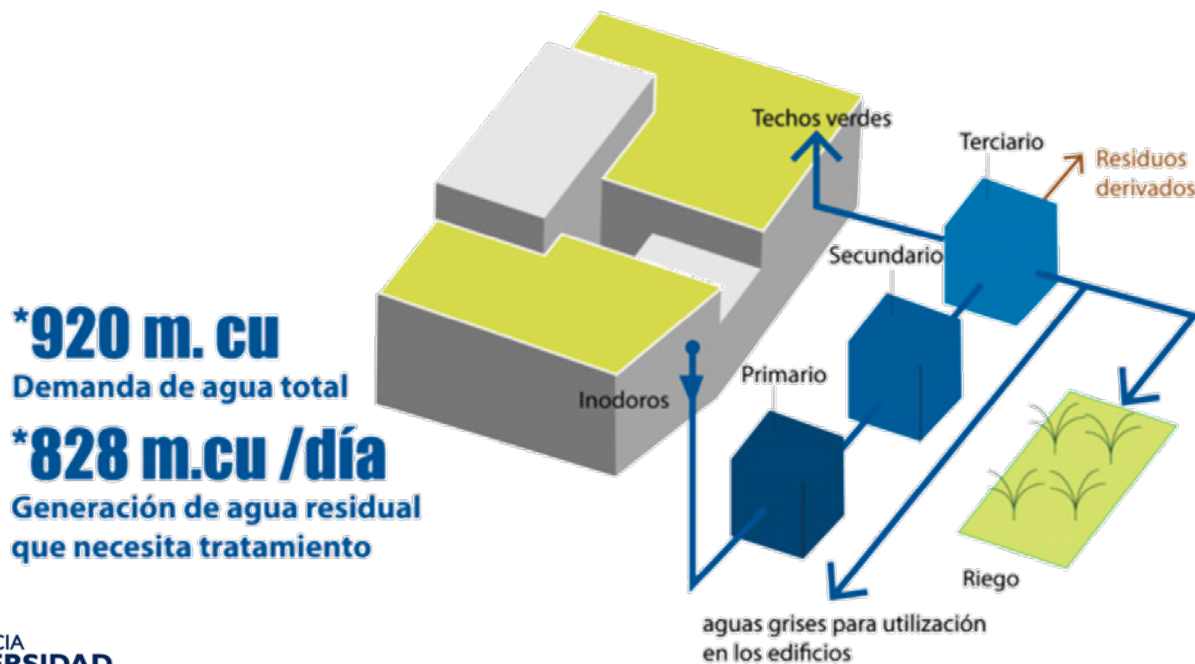 Techos verdes
Terciario
Residuos
derivados
Secundario
*920 m. cu
Demanda de agua total
Primario
Inodoros
*828 m.cu /día
Generación de agua residual
que necesita tratamiento
Riego
aguas grises para utilización
en los edificios